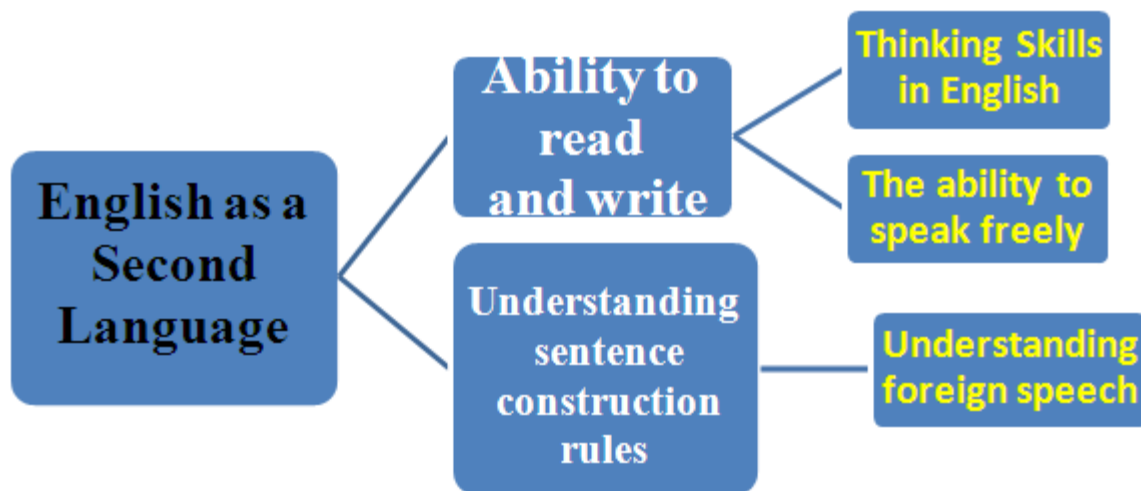 English as a
Second
Language
Ability to
read
and write
Understanding
sentence
construction
rules
Thinking Skills
in English
The ability to
speak freely
Understanding
foreign speech